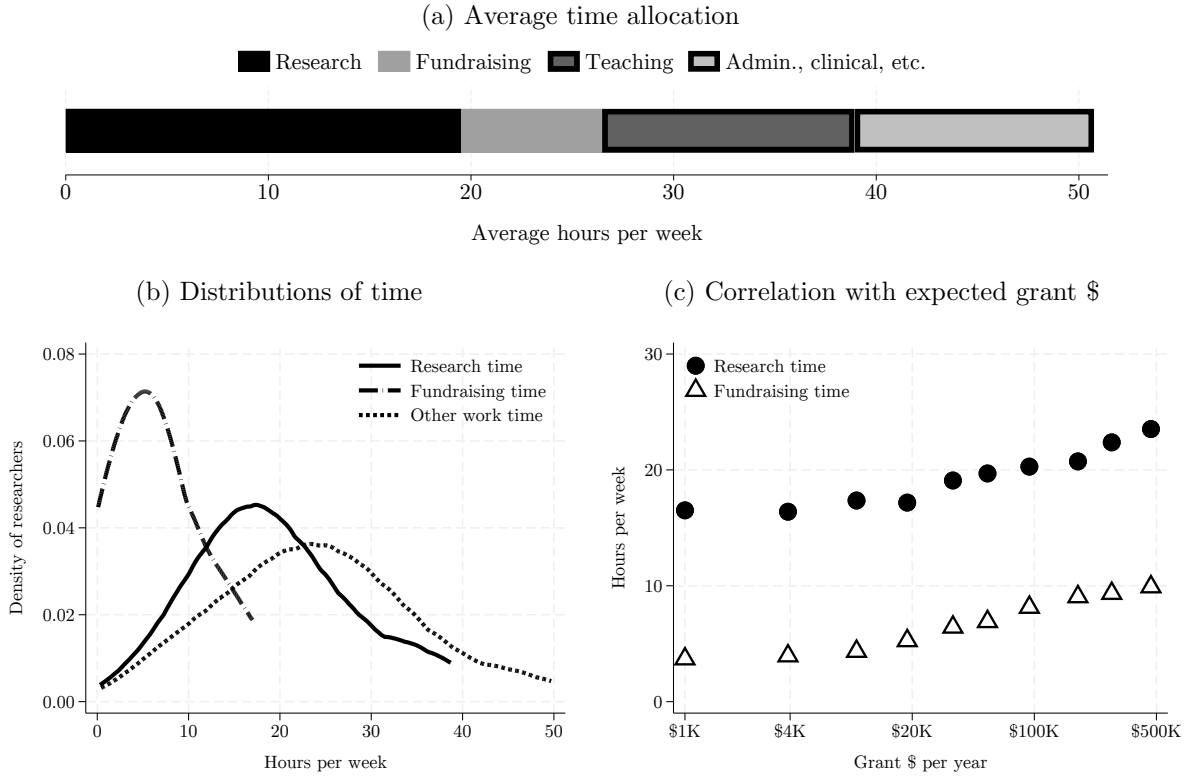 (a) Average time allocation
Research Fundraising Teaching Admin., clinical, etc.
0 10 20 30 40 50
Average hours per week
(b) Distributions of time
Density of researchers
0.08
0.06
0.04
0.02
0.00
Research time
Fundraising time
Other work time
0 10 20 30 40 50
Hours per week
(c) Correlation with expected grant $
Hours per week
30
20
10
0
Research time
Fundraising time
$1K $4K $20K $100K $500K
Grant $ per year